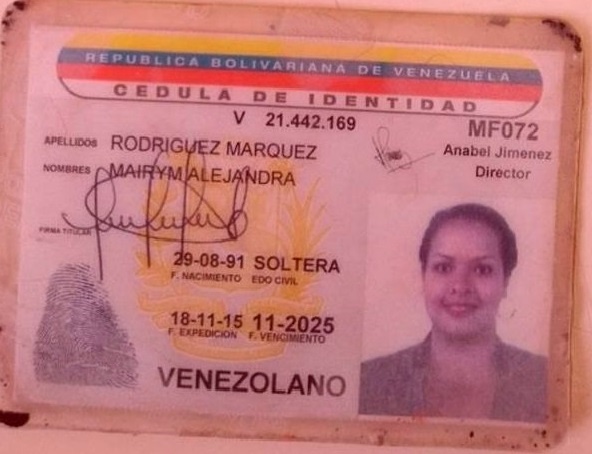 REPUBLICA BOLIVARIANA DE VENEZUELA
CEDULA DE IDENTIDAD
V 21.442.169
MF072
Anabel Jimenez
Director
APELLIDOS RODRIGUEZ MARQUEZ
NOMBRES MAIRYM ALEJANDRA
FIRMA TITULAR
29-08-91 SOLTERA
F. NACIMIENTO EDO CIVIL
18-11-15 11-2025
F. EXPEDICION F. VENCIMIENTO
VENEZOLANO